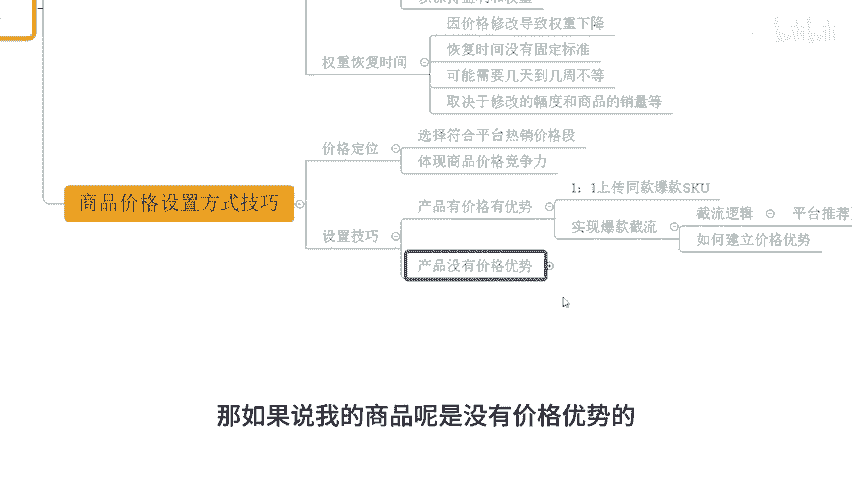 因价格修改导致权重下降
权重恢复时间
恢复时间没有固定标准
可能需要几天到几周不等
取决于修改的幅度和商品的销量等
商品价格设置方式技巧
价格定位
选择符合平台热销价格段
体现商品价格竞争力
设置技巧
产品有价格有优势
1：1上传同款爆款SKU
实现爆款截流
截流逻辑
平台推荐
如何建立价格优势
产品没有价格优势
那如果说我的商品呢是没有价格优势的